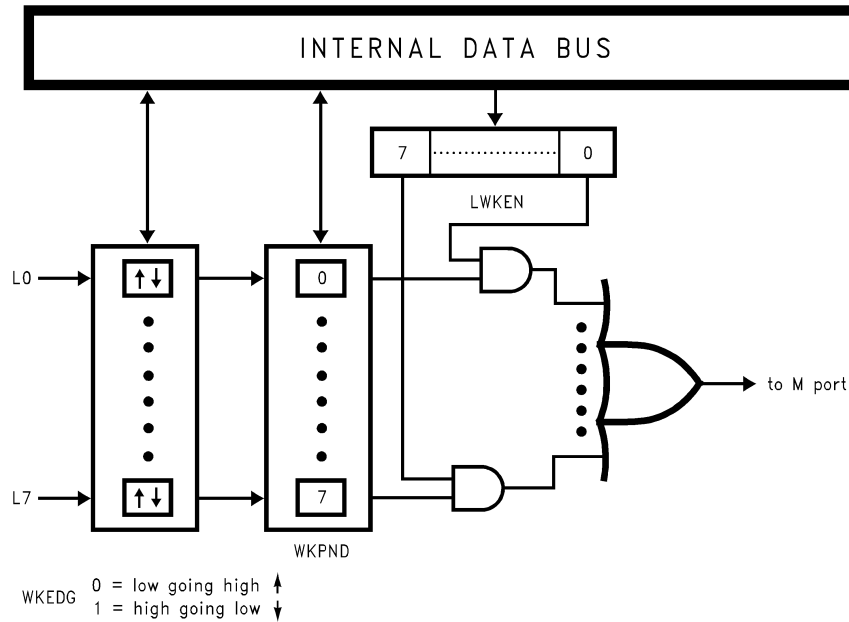 INTERNAL DATA BUS
7 0
LWKEN
L0
0
L7
7
to M port
WKPND
WKEDG
0 = low going high
1 = high going low